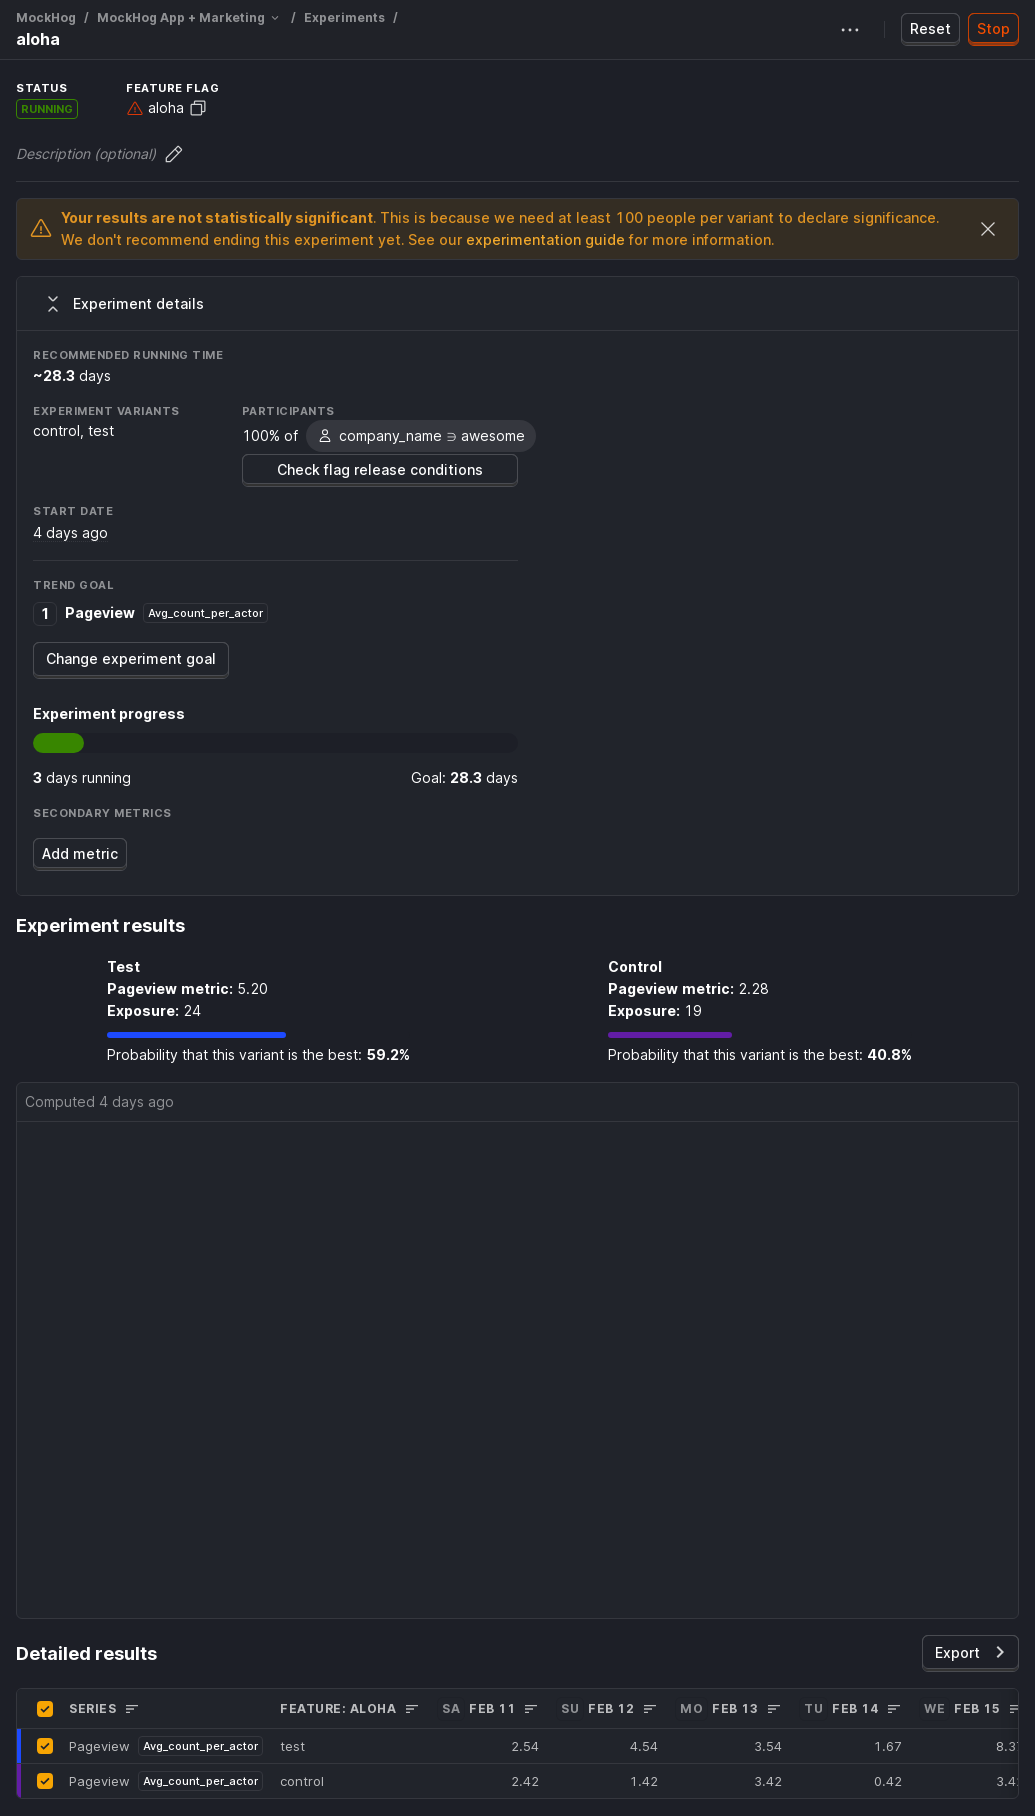 MockHog / MockHog App + Marketing / Experiments /
aloha
Reset
Stop
STATUS
FEATURE FLAG
RUNNING
aloha
Description (optional)
Your results are not statistically significant. This is because we need at least 100 people per variant to declare significance.
We don't recommend ending this experiment yet. See our experimentation guide for more information.
Experiment details
RECOMMENDED RUNNING TIME
~28.3 days
EXPERIMENT VARIANTS
control, test
PARTICIPANTS
100% of company_name ∋ awesome
Check flag release conditions
START DATE
4 days ago
TREND GOAL
1 Pageview Avg_count_per_actor
Change experiment goal
Experiment progress
3 days running
Goal: 28.3 days
SECONDARY METRICS
Add metric
Experiment results
Test
Pageview metric: 5.20
Exposure: 24
Probability that this variant is the best: 59.2%
Control
Pageview metric: 2.28
Exposure: 19
Probability that this variant is the best: 40.8%
Computed 4 days ago
Detailed results
Export
SERIES FEATURE: ALOHA SA FEB 11 SU FEB 12 MO FEB 13 TU FEB 14 WE FEB 15
Pageview Avg_count_per_actor test 2.54 4.54 3.54 1.67
Pageview Avg_count_per_actor control 2.42 1.42 3.42 0.42